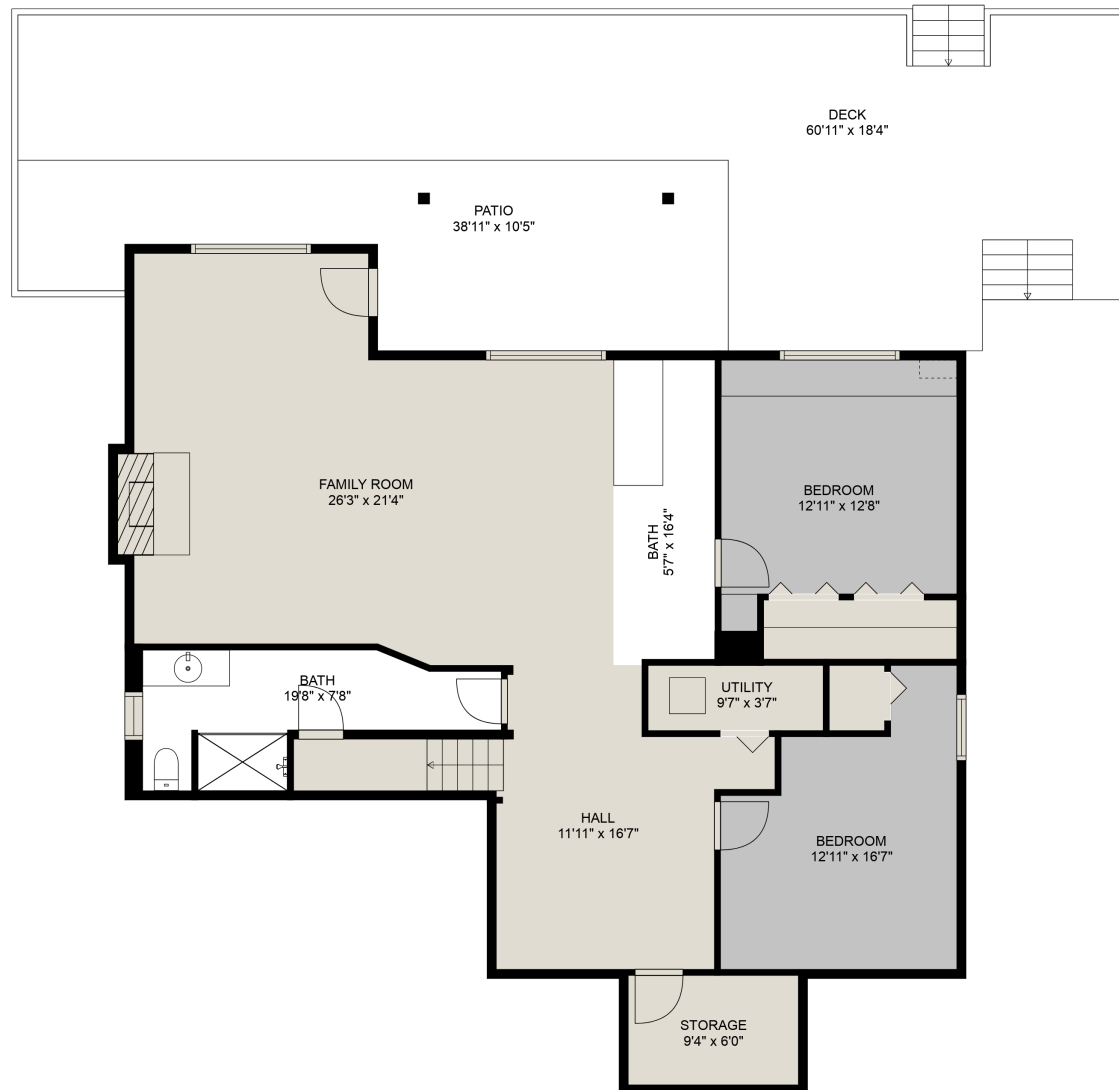 DECK
60'11" x 18'4"
PATIO
38'11" x 10'5"
FAMILY ROOM
26'3" x 21'4"
BEDROOM
12'11" x 12'8"
BATH
5'7" x 16'4"
BATH
19'8" x 7'8"
UTILITY
9'7" x 3'7"
HALL
11'11" x 16'7"
BEDROOM
12'11" x 16'7"
STORAGE
9'4" x 6'0"